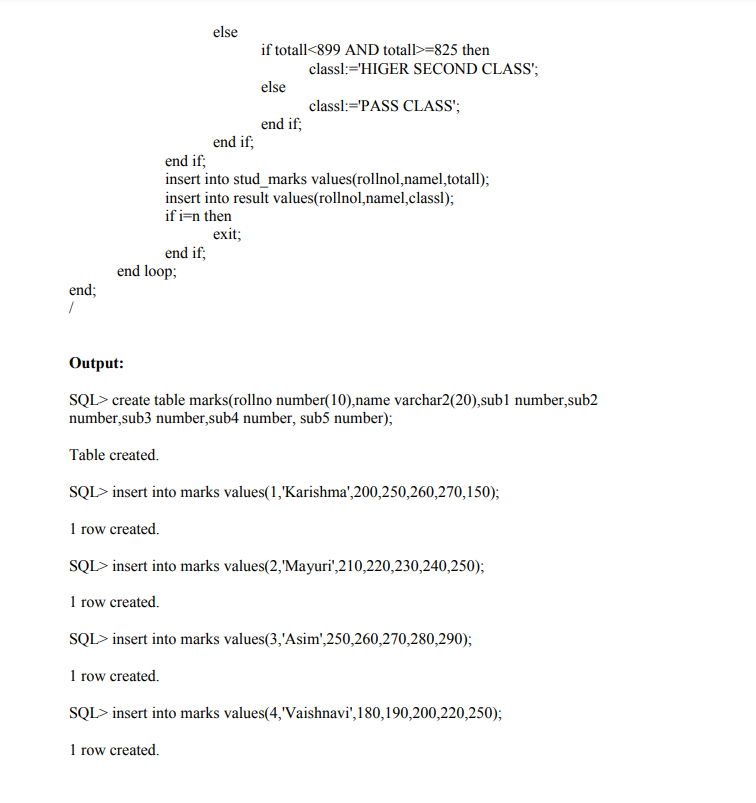 else
if totall<899 AND totall>=825 then
classl:='HIGER SECOND CLASS';
else
classl:='PASS CLASS';
end if;
end if;
end if;
insert into stud_marks values(rollnol,namel,totall);
insert into result values(rollnol,namel,classl);
if i=n then
exit;
end if;
end loop;
end;
/
Output:
SQL> create table marks(rollno number(10),name varchar2(20),sub1 number,sub2
number,sub3 number,sub4 number, sub5 number);
Table created.
SQL> insert into marks values(1,'Karishma',200,250,260,270,150);
1 row created.
SQL> insert into marks values(2,'Mayuri',210,220,230,240,250);
1 row created.
SQL> insert into marks values(3,'Asim',250,260,270,280,290);
1 row created.
SQL> insert into marks values(4,'Vaishnavi',180,190,200,220,250);
1 row created.